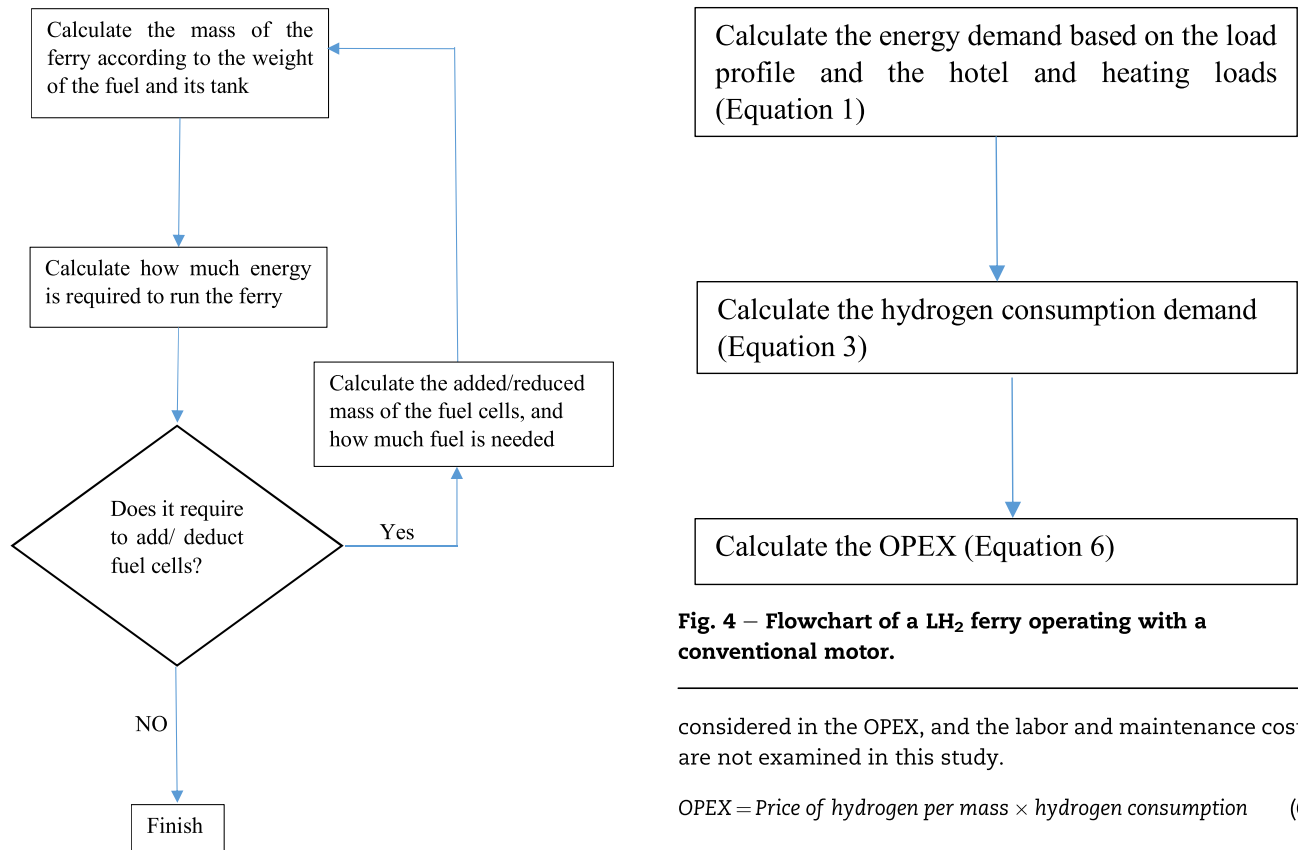 Calculate the mass of the
ferry according to the weight
of the fuel and its tank
Calculate how much energy
is required to run the ferry
Does it require
to add/ deduct
fuel cells?
Yes
Calculate the added/reduced
mass of the fuel cells, and
how much fuel is needed
NO
Finish
Calculate the energy demand based on the load
profile and the hotel and heating loads
(Equation 1)
Calculate the hydrogen consumption demand
(Equation 3)
Calculate the OPEX (Equation 6)
Fig. 4 – Flowchart of a LH₂ ferry operating with a
conventional motor.
considered in the OPEX, and the labor and maintenance cos
are not examined in this study.
OPEX = Price of hydrogen per mass × hydrogen consumption